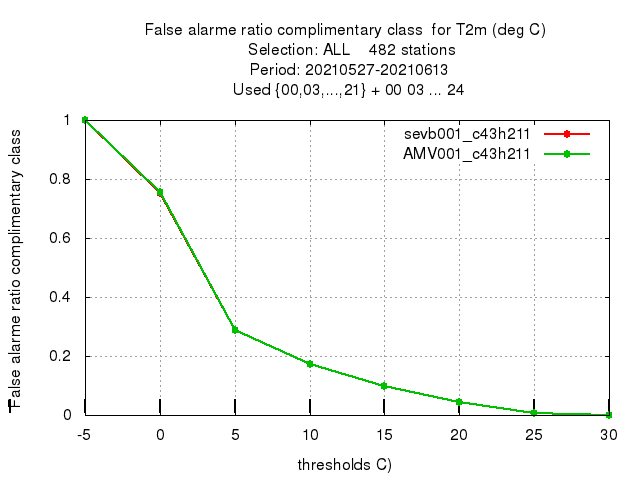 False alarme ratio complimentary class  for T2m (deg C)
Selection: ALL    482 stations
Period: 20210527-20210613
Used {00,03,...,21} + 00 03 ... 24
sevb001_c43h211
AMV001_c43h211
False alarme ratio complimentary class
1
0.8
0.6
0.4
0.2
0
-5 0 5 10 15 20 25 30
thresholds C)